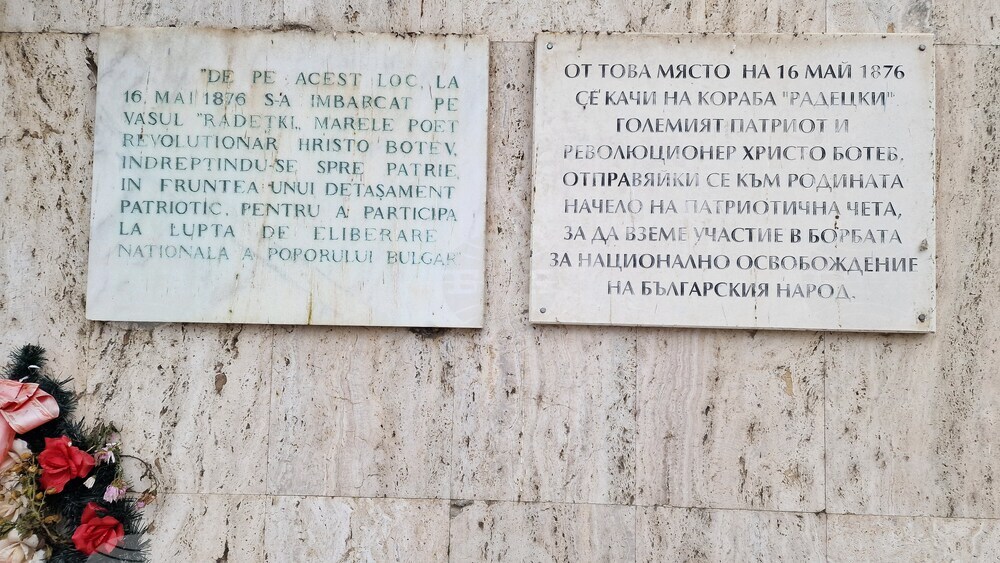 "DE PE ACEST LOC, LA
16. MAI 1876 S-A IMBARCAT PE
VASUL "RADEȚKI,, MARELE POET
REVOLUTIONAR HRISTO BOTEV,
INDREPTINDU-SE SPRE PATRIE,
IN FRUNTEA UNUI DETAȘAMENT
PATRIOTIC, PENTRU A PARTICIPA
LA LUPTA DE ELIBERARE
NATIONALA A POPORULUI BULGAR"
ОТ ТОВА МЯСТО НА 16 МАЙ 1876
СЕ КАЧИ НА КОРАБА "РАДЕЦКИ"
ГОЛЕМИЯТ ПАТРИОТ И
РЕВОЛЮЦИОНЕР ХРИСТО БОТЕВ,
ОТПРАВЯЙКИ СЕ КЪМ РОДИНАТА
НАЧЕЛО НА ПАТРИОТИЧНА ЧЕТА,
ЗА ДА ВЗЕМЕ УЧАСТИЕ В БОРБАТА
ЗА НАЦИОНАЛНО ОСВОБОЖДЕНИЕ
НА БЪЛГАРСКИЯ НАРОД.